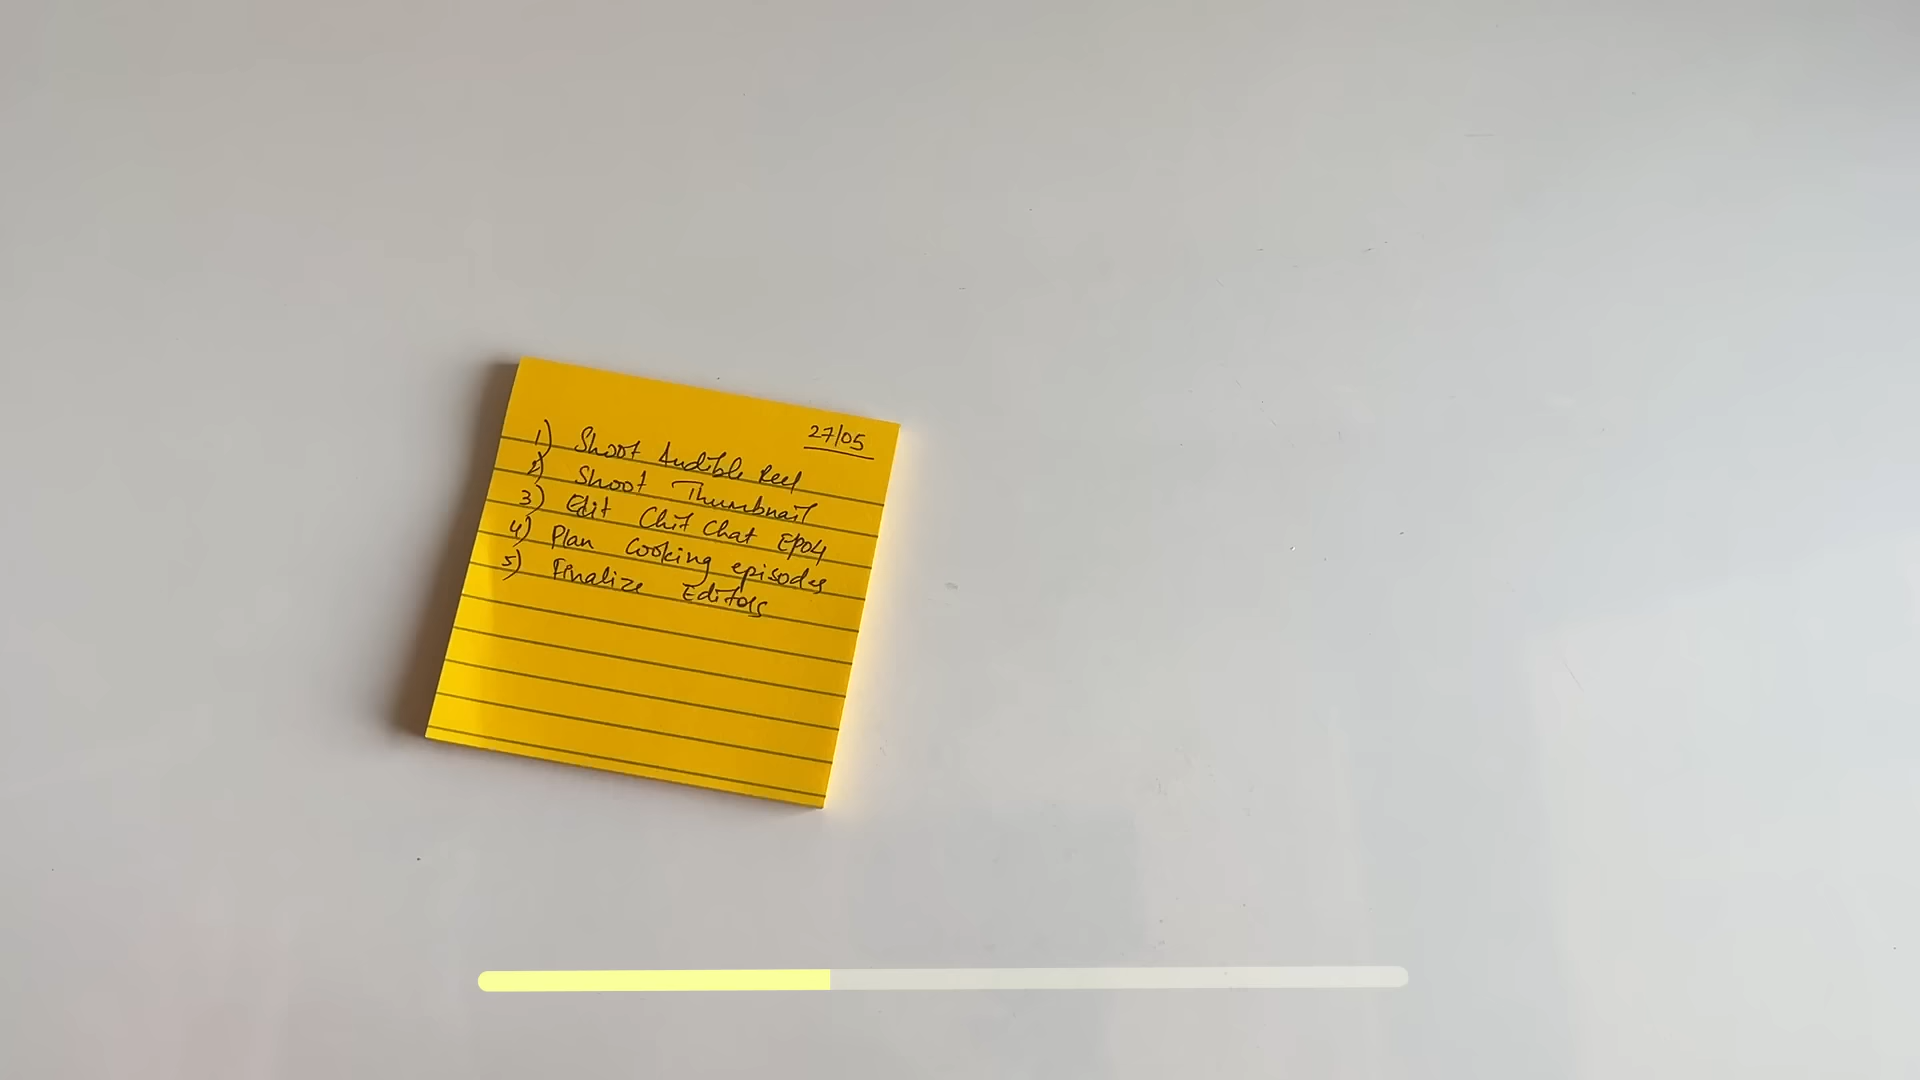 27/05
1) Shoot Audible Reel
2) Shoot Thumbnail
3) Edit Chit Chat EP04
4) Plan Cooking episodes
5) Finalize Editors